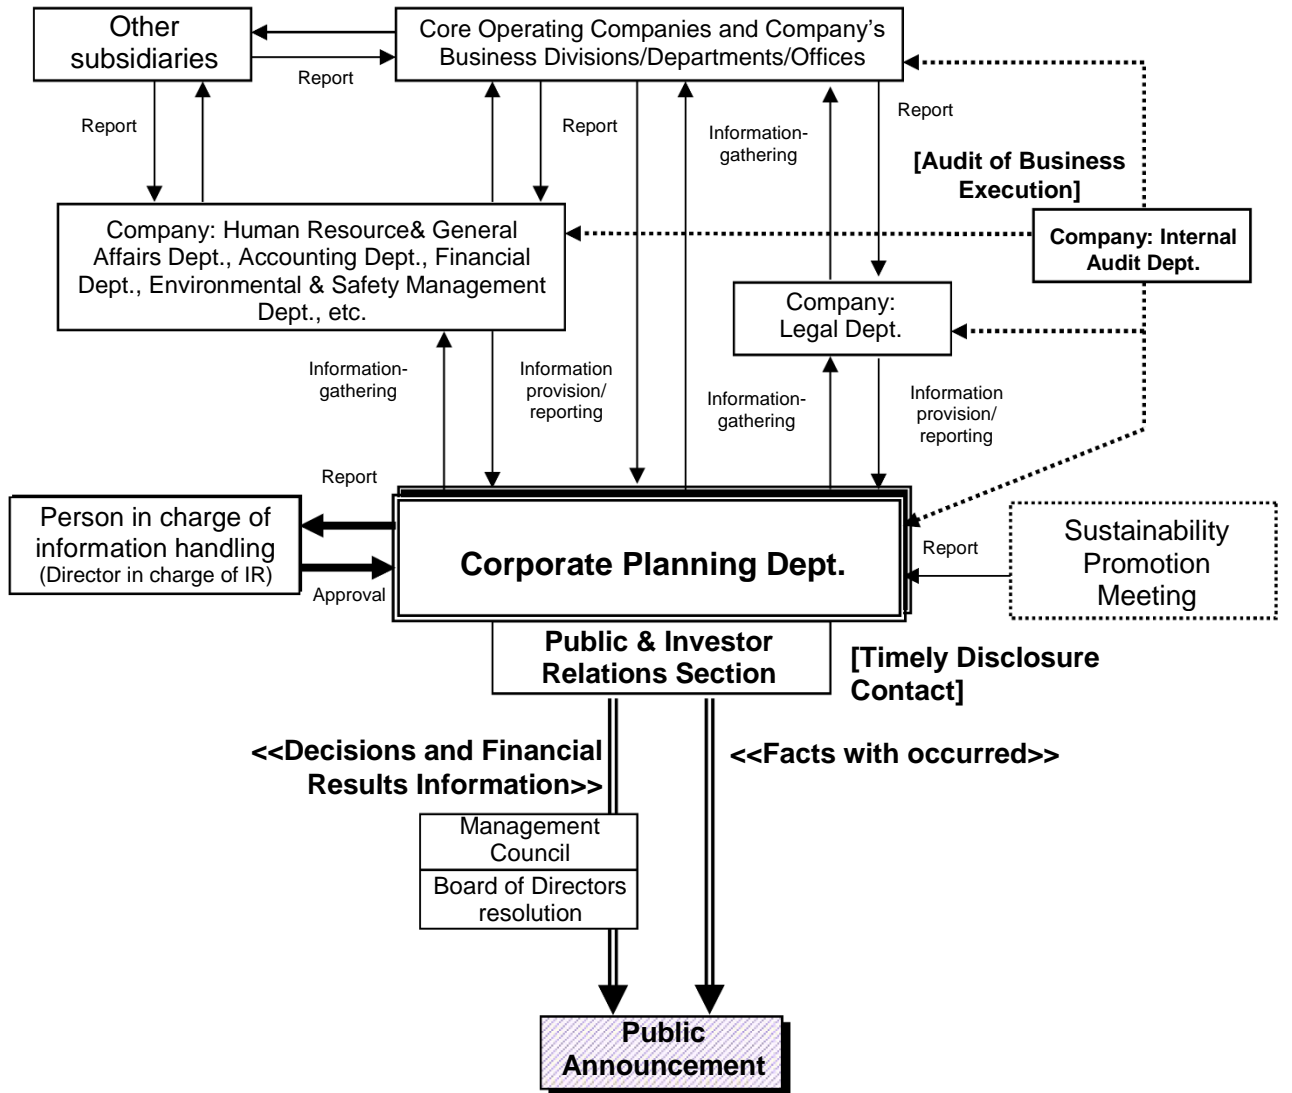 Other
subsidiaries
Core Operating Companies and Company's
Business Divisions/Departments/Offices
Report
Report
Report
Information-
gathering
Report
[Audit of Business
Execution]
Company: Human Resource& General
Affairs Dept., Accounting Dept., Financial
Dept., Environmental & Safety Management
Dept., etc.
Company: Internal
Audit Dept.
Company:
Legal Dept.
Information-
gathering
Information
provision/
reporting
Information-
gathering
Information
provision/
reporting
Report
Person in charge of
information handling
(Director in charge of IR)
Approval
Corporate Planning Dept.
Report
Sustainability
Promotion
Meeting
Public & Investor
Relations Section
[Timely Disclosure
Contact]
<<Decisions and Financial
Results Information>>
<<Facts with occurred>>
Management
Council
Board of Directors
resolution
Public
Announcement